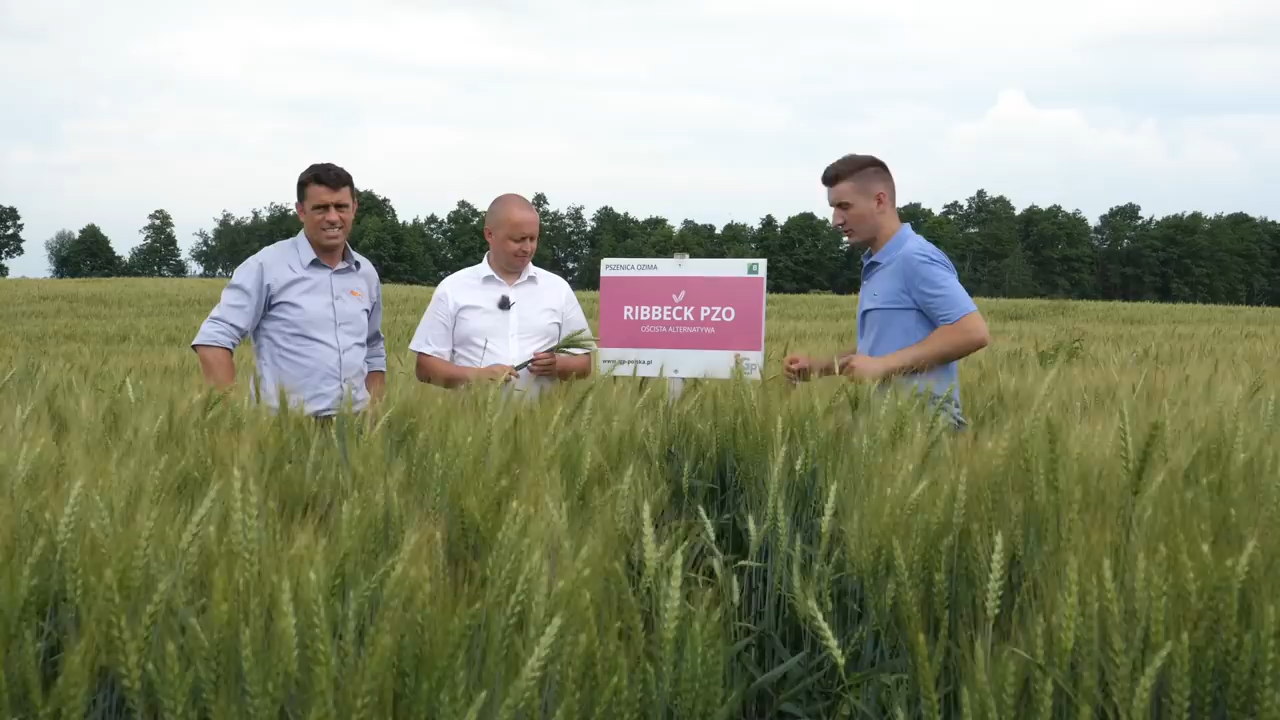 PSZENICA OZIMA
RIBBECK PZO
OŚCISTA ALTERNATYWA
www.igp-polska.pl